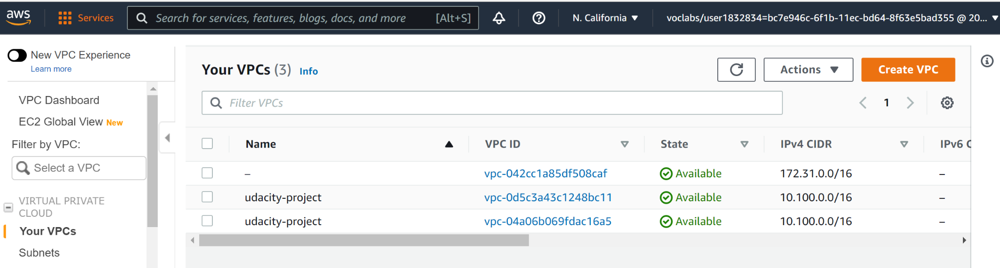 aws
Services
Search for services, features, blogs, docs, and more [Alt+S]
N. California
voclabs/user1832834=bc7e946c-6f1b-11ec-bd64-8f63e5bad355 @ 20...
New VPC Experience
Learn more
VPC Dashboard
EC2 Global View New
Filter by VPC:
Select a VPC
VIRTUAL PRIVATE
CLOUD
Your VPCs
Subnets
Your VPCs (3) Info
Actions
Create VPC
Filter VPCs
1
Name VPC ID State IPv4 CIDR IPv6 C
– vpc-042cc1a85df508caf Available 172.31.0.0/16 –
udacity-project vpc-0d5c3a43c1248bc11 Available 10.100.0.0/16 –
udacity-project vpc-04a06b069fdac16a5 Available 10.100.0.0/16 –